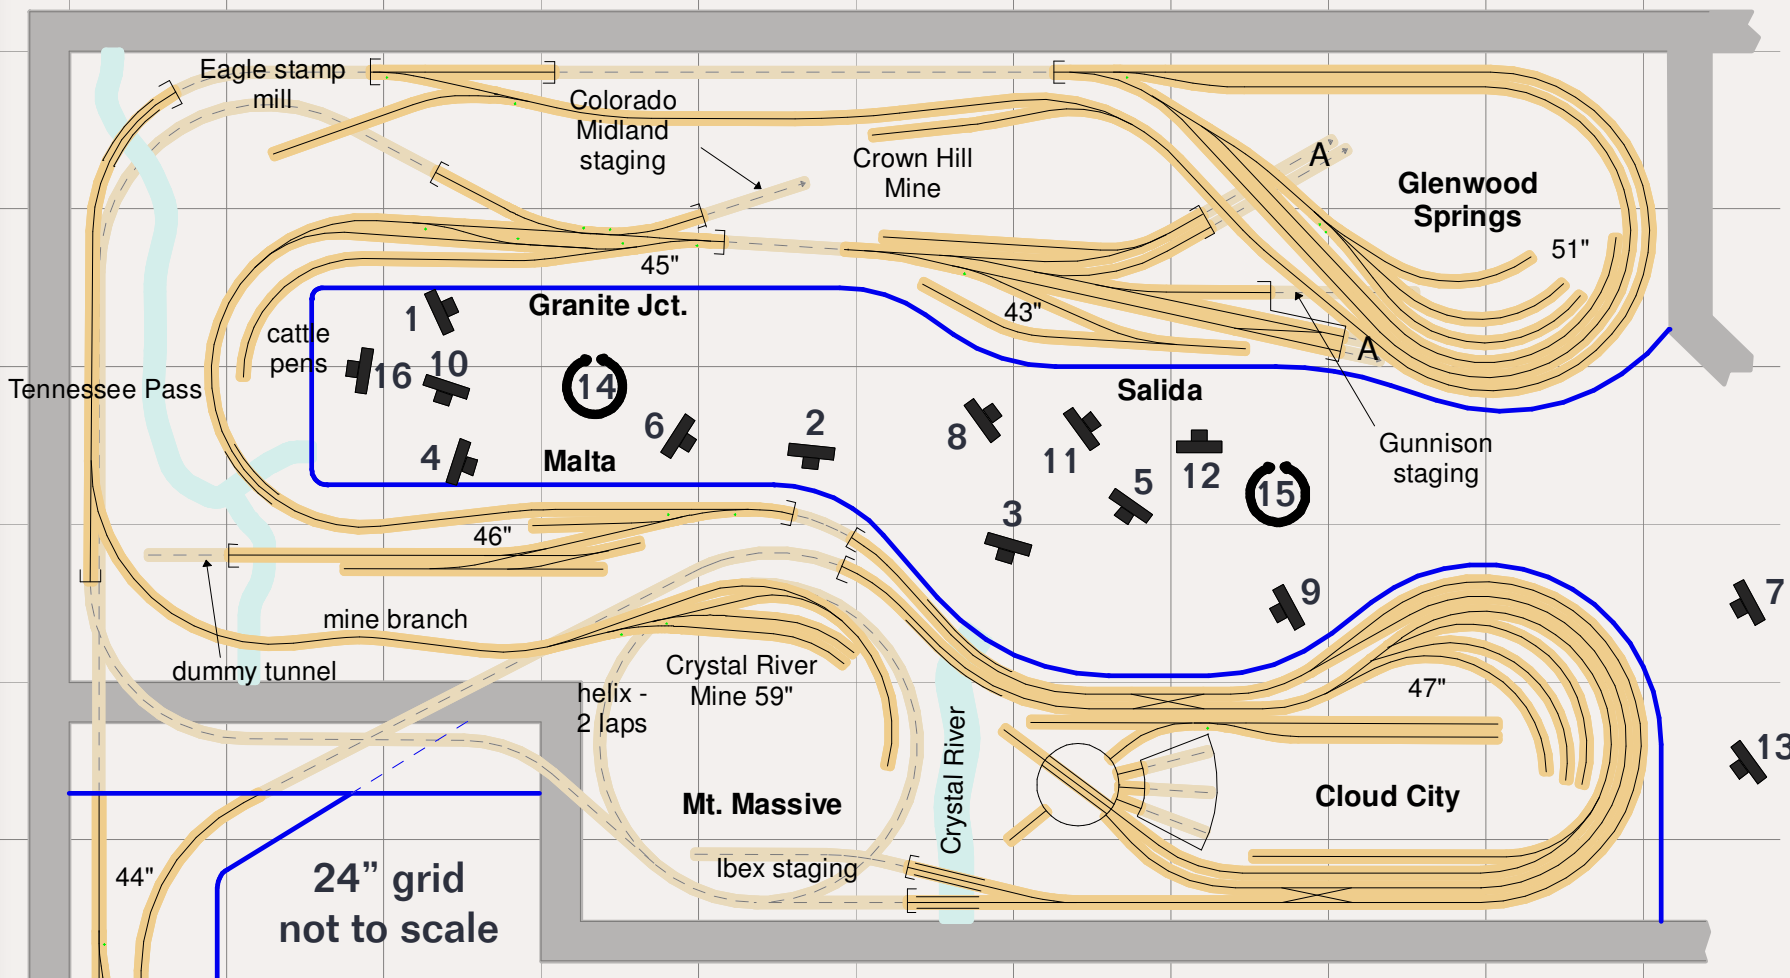 Eagle stamp
mill
Colorado
Midland
staging
Crown Hill
Mine
A
Glenwood
Springs
51"
45"
Granite Jct.
43"
cattle
pens
1
16
10
14
A
Tennessee Pass
Salida
6
2
8
11
12
5
15
Gunnison
staging
4
Malta
3
46"
9
7
mine branch
dummy tunnel
Crystal River
Mine 59"
helix -
2 laps
47"
Crystal River
13
Mt. Massive
Cloud City
Ibex staging
44"
24” grid
not to scale